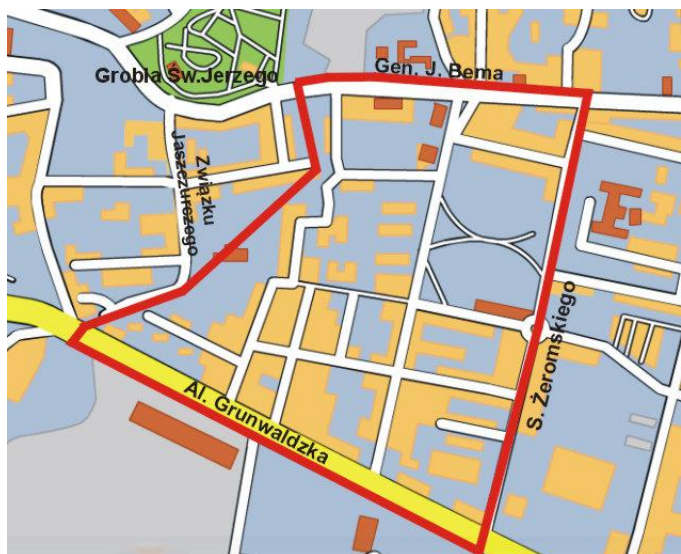 Grobla Św.Jerzego
Gen. J. Bema
Związku
Jaszczurczego
S. Żeromskiego
Al. Grunwaldzka